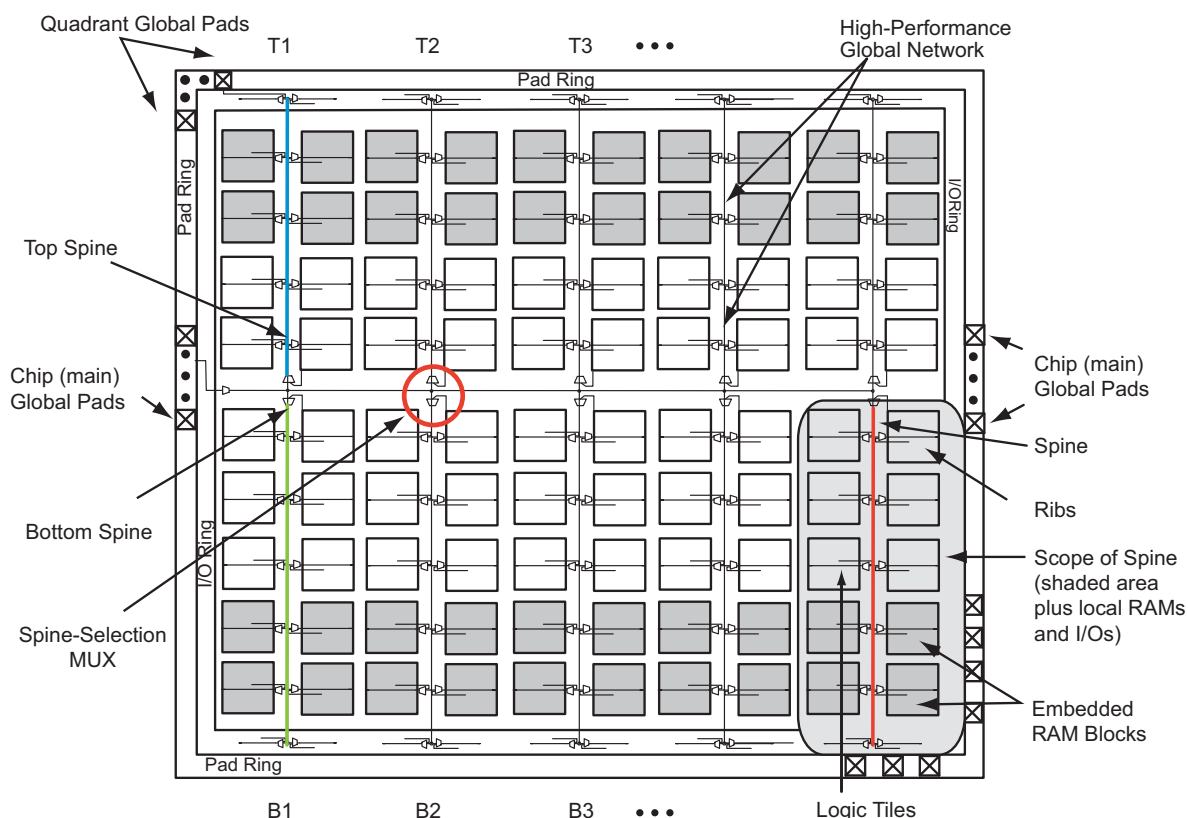 Quadrant Global Pads
T1
T2
T3
• • •
High-Performance
Global Network
Pad Ring
Pad Ring
I/ORing
Top Spine
Chip (main)
Global Pads
Chip (main)
Global Pads
Spine
Bottom Spine
Ribs
I/O Ring
Scope of Spine
(shaded area
plus local RAMs
and I/Os)
Spine-Selection
MUX
Embedded
RAM Blocks
Pad Ring
B1
B2
B3
• • •
Logic Tiles